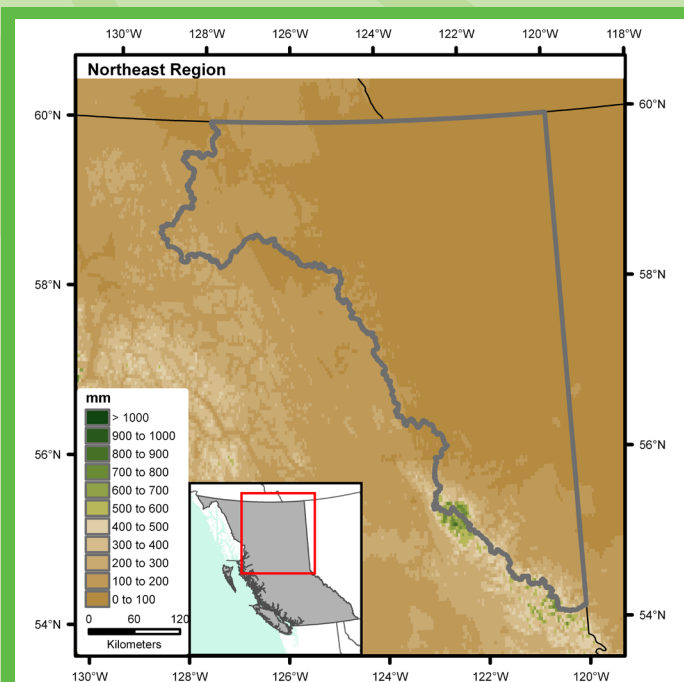 130°W 128°W 126°W 124°W 122°W 120°W 118°W
Northeast Region
60°N 60°N
58°N 58°N
56°N 56°N
54°N 54°N
mm
> 1000
900 to 1000
800 to 900
700 to 800
600 to 700
500 to 600
400 to 500
300 to 400
200 to 300
100 to 200
0 to 100
0 60 120
Kilometers
130°W 128°W 126°W 124°W 122°W 120°W